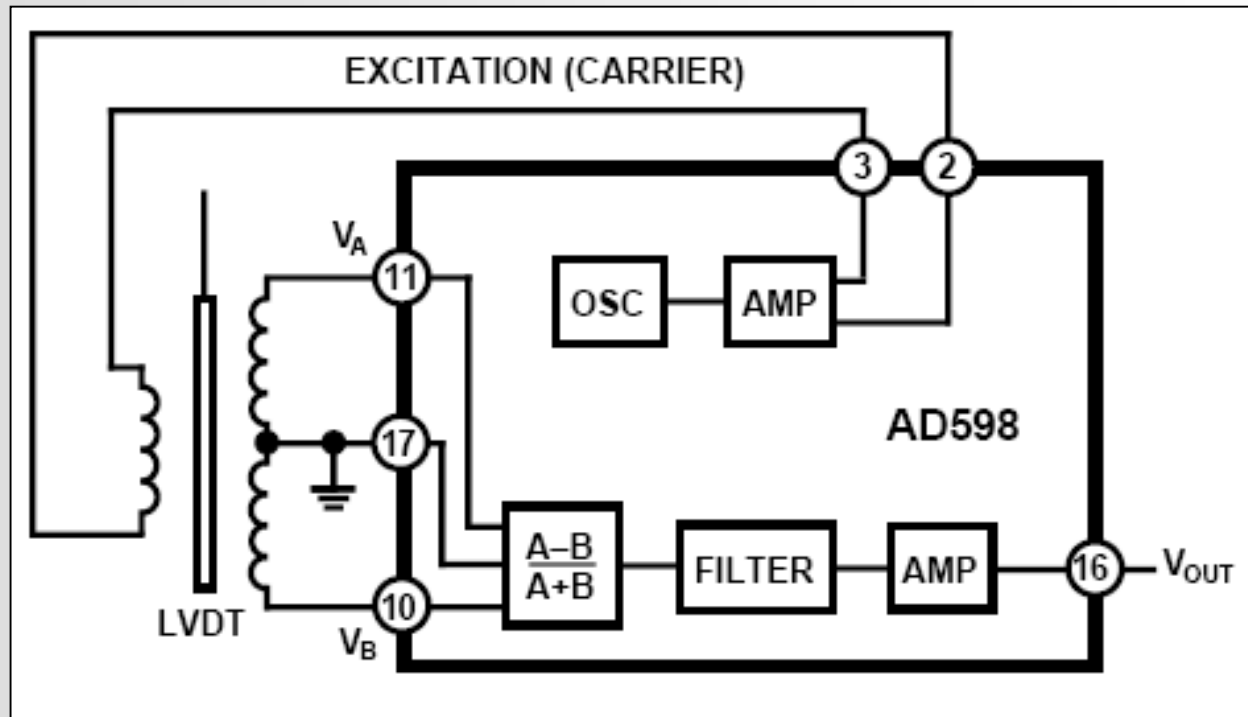 EXCITATION (CARRIER)
3
2
VA
11
OSC
AMP
17
AD598
A–B
A+B
FILTER
AMP
16
VOUT
10
LVDT
VB